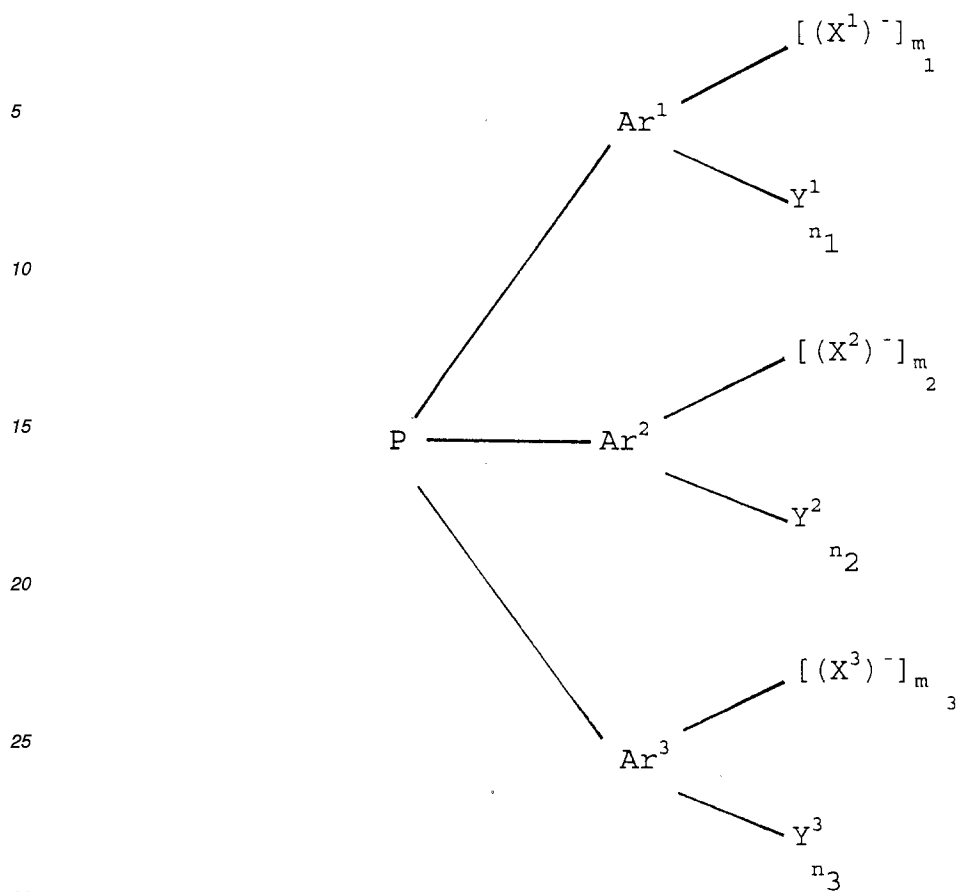 [(X¹)⁻]m₁
5
Ar¹
Y¹
n₁
10
[(X²)⁻]m₂
15
P Ar²
Y²
n₂
20
[(X³)⁻]m₃
25
Ar³
Y³
n₃